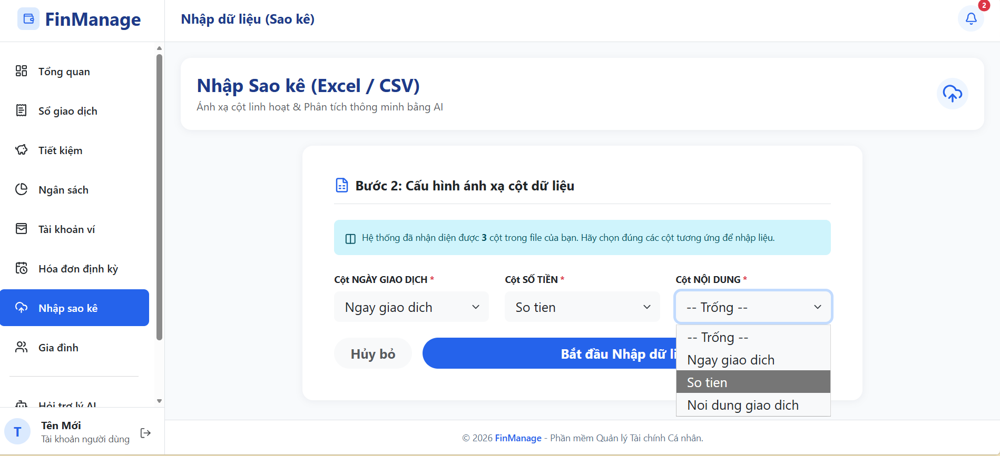 FinManage
Nhập dữ liệu (Sao kê)
2
Tổng quan
Sổ giao dịch
Tiết kiệm
Ngân sách
Tài khoản ví
Hóa đơn định kỳ
Nhập sao kê
Gia đình
Hỏi trợ lý AI
T
Tên Mới
Tài khoản người dùng
Nhập Sao kê (Excel / CSV)
Ánh xạ cột linh hoạt & Phân tích thông minh bằng AI
Bước 2: Cấu hình ánh xạ cột dữ liệu
Hệ thống đã nhận diện được 3 cột trong file của bạn. Hãy chọn đúng các cột tương ứng để nhập liệu.
Cột NGÀY GIAO DỊCH *
Ngay giao dich
Cột SỐ TIỀN *
So tien
Cột NỘI DUNG *
-- Trống --
-- Trống --
Ngay giao dich
So tien
Noi dung giao dich
Hủy bỏ
Bắt đầu Nhập dữ li
© 2026 FinManage - Phần mềm Quản lý Tài chính Cá nhân.